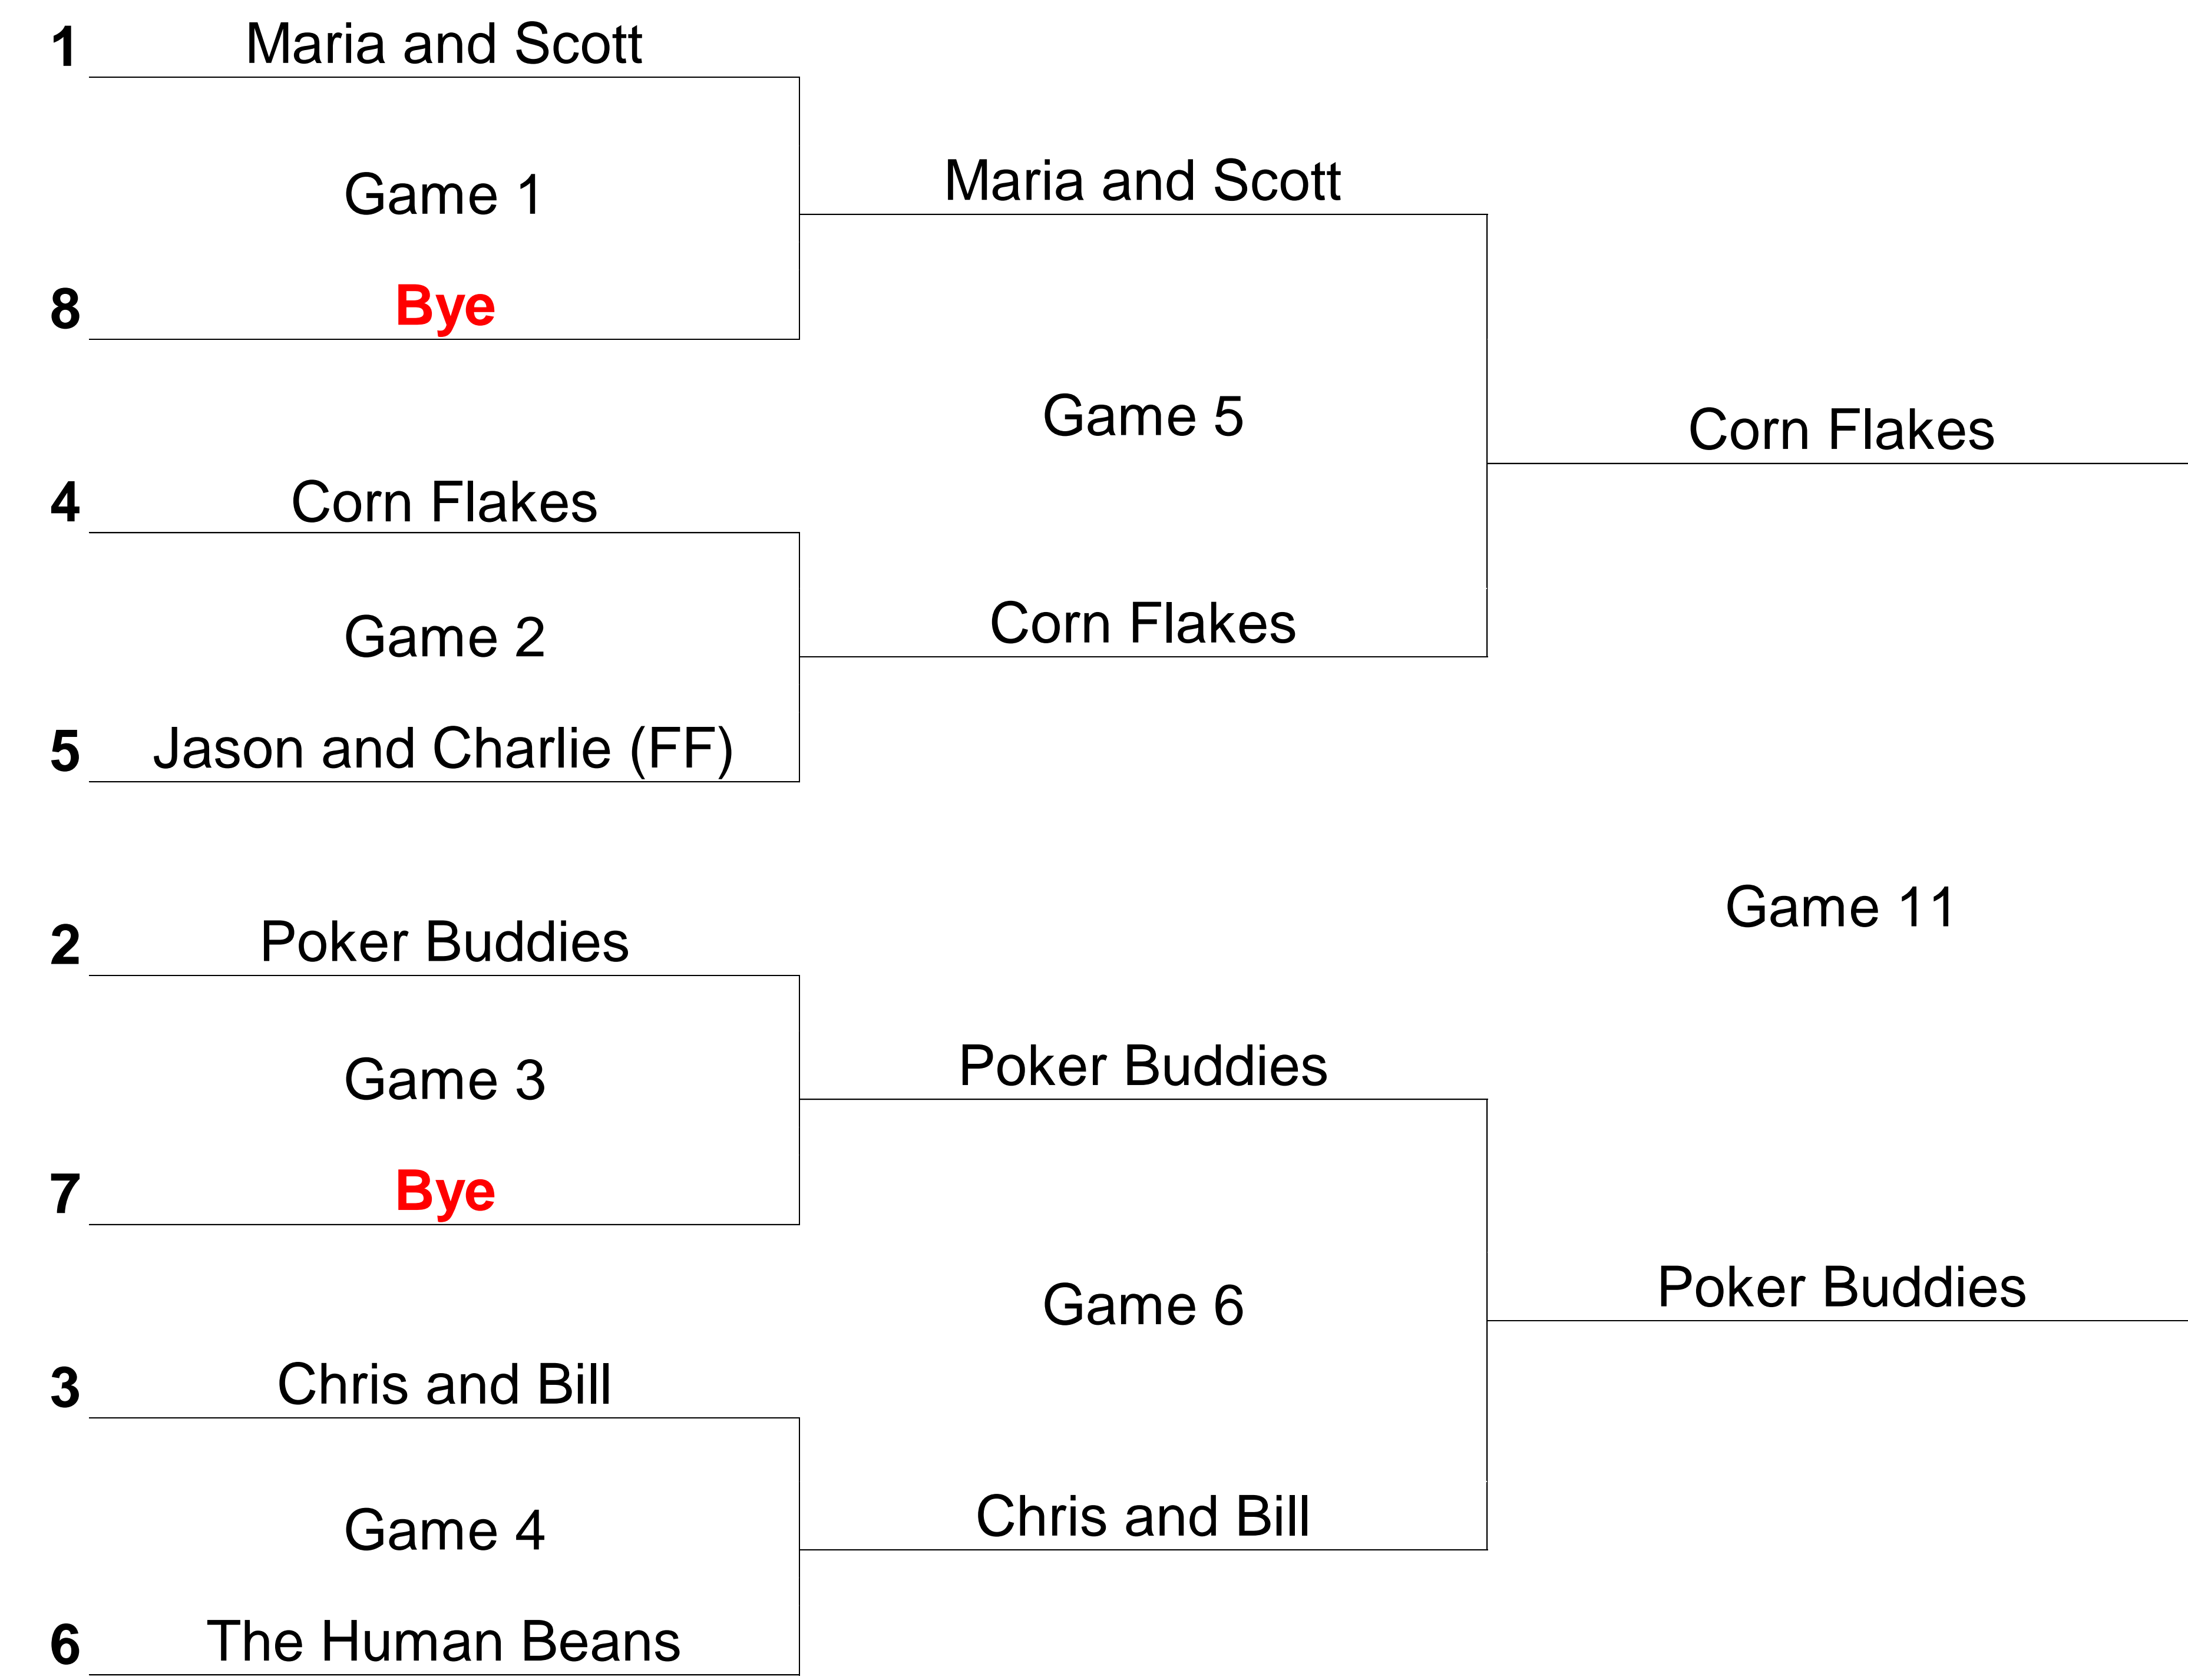 1 Maria and Scott
Game 1
Maria and Scott
8 Bye
Game 5
Corn Flakes
4 Corn Flakes
Game 2
Corn Flakes
5 Jason and Charlie (FF)
Game 11
2 Poker Buddies
Game 3
Poker Buddies
7 Bye
Game 6
Poker Buddies
3 Chris and Bill
Game 4
Chris and Bill
6 The Human Beans